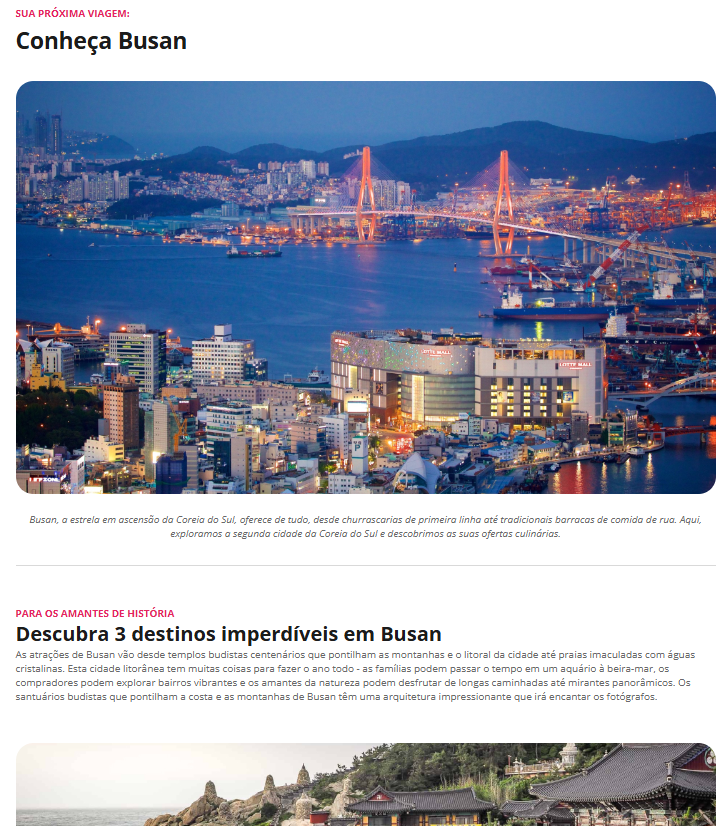 SUA PRÓXIMA VIAGEM:
Conheça Busan
LOTTE MALL
LOTTE MALL
Busan, a estrela em ascensão da Coreia do Sul, oferece de tudo, desde churrascarias de primeira linha até tradicionais barracas de comida de rua. Aqui,
exploramos a segunda cidade da Coreia do Sul e descobrimos as suas ofertas culinárias.
PARA OS AMANTES DE HISTÓRIA
Descubra 3 destinos imperdíveis em Busan
As atrações de Busan vão desde templos budistas centenários que pontilham as montanhas e o litoral da cidade até praias imaculadas com águas
cristalinas. Esta cidade litorânea tem muitas coisas para fazer o ano todo - as famílias podem passar o tempo em um aquário à beira-mar, os
compradores podem explorar bairros vibrantes e os amantes da natureza podem desfrutar de longas caminhadas até mirantes panorâmicos. Os
santuários budistas que pontilham a costa e as montanhas de Busan têm uma arquitetura impressionante que irá encantar os fotógrafos.